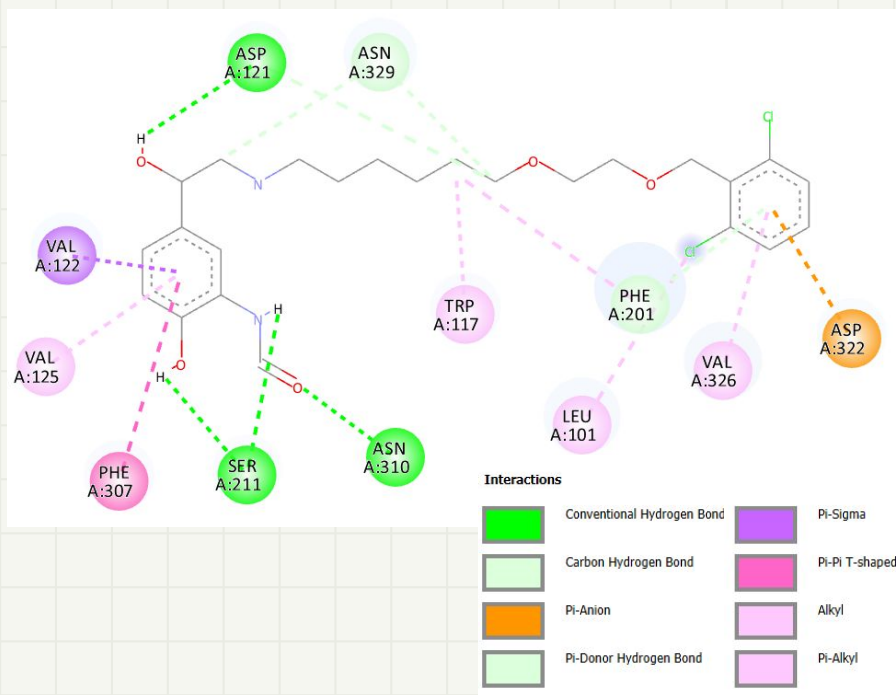 ASP
A:121
ASN
A:329
Cl
H
O
O
O
N
Cl
VAL
A:122
PHE
A:201
TRP
A:117
ASP
A:322
VAL
A:326
N
H
VAL
A:125
O
H
O
LEU
A:101
PHE
A:307
SER
A:211
ASN
A:310
Interactions
Conventional Hydrogen Bond
Carbon Hydrogen Bond
Pi-Anion
Pi-Donor Hydrogen Bond
Pi-Sigma
Pi-Pi T-shaped
Alkyl
Pi-Alkyl